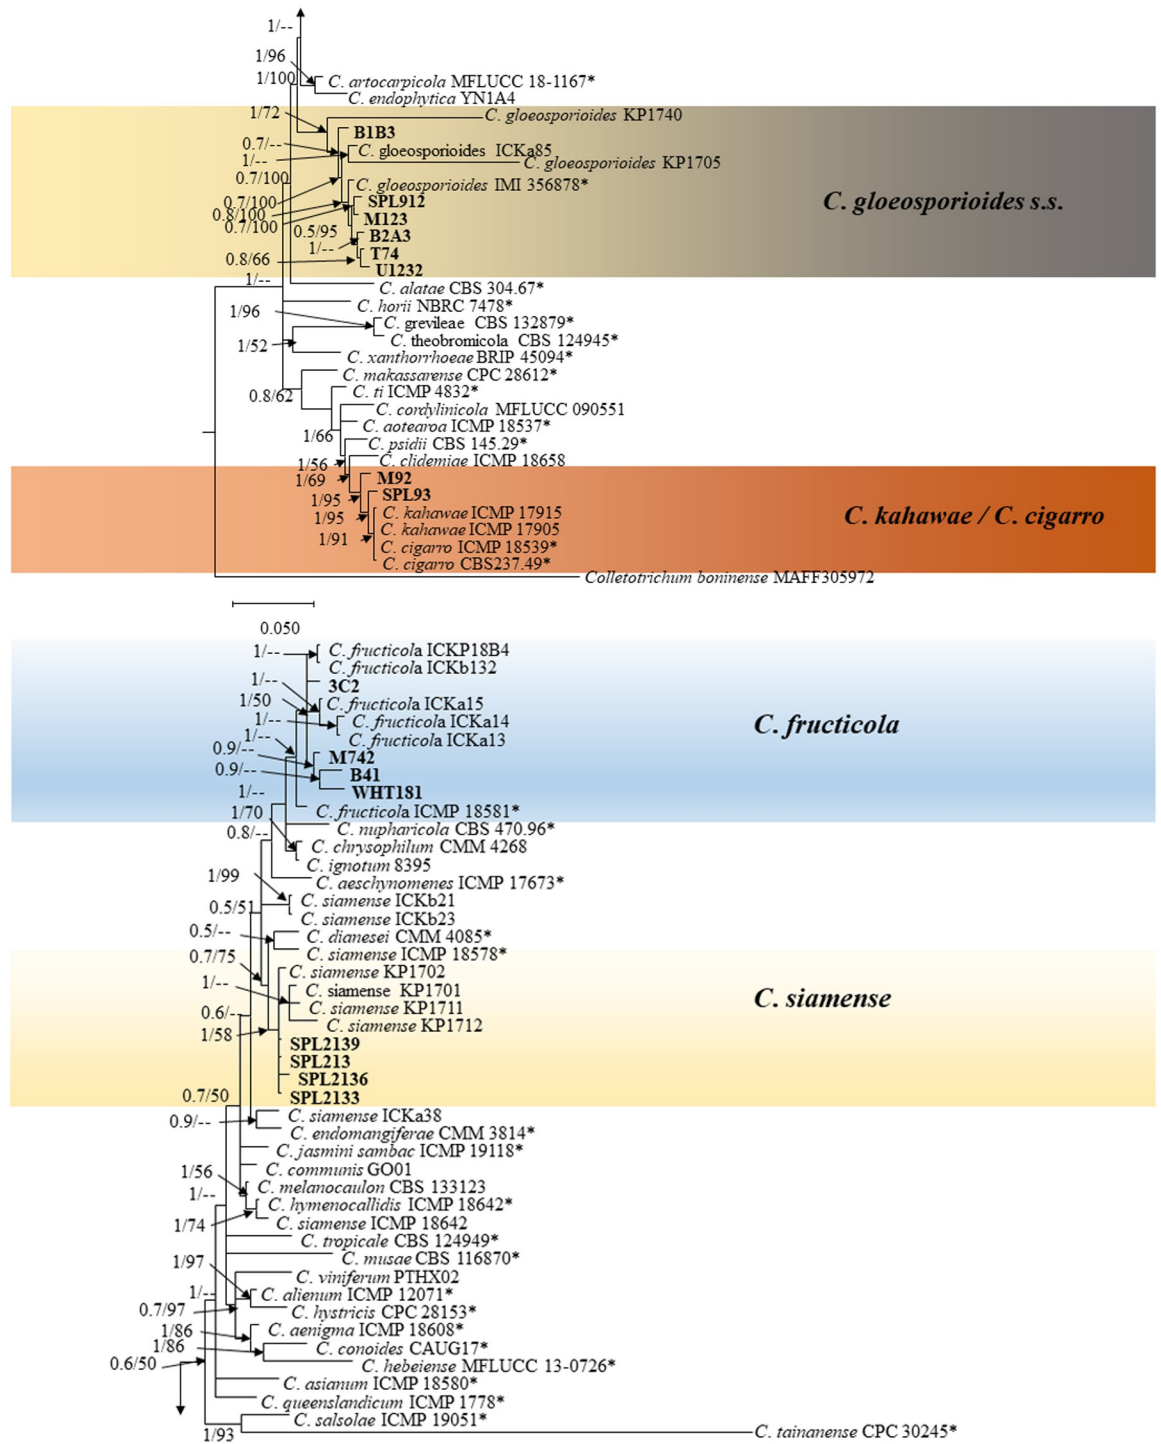 1/--
1/96
1/100
C. artocarpicola MFLUCC 18-1167*
C. endophytica YN1A4
1/72
C. gloeosporioides KP1740
B1B3
0.7/--
C. gloeosporioides ICKa85
1/--
C. gloeosporioides KP1705
0.7/100
C. gloeosporioides IMI 356878*
0.7/100
SPL912
C. gloeosporioides s.s.
0.8/100
M123
0.7/100
0.5/95
B2A3
1/--
T74
0.8/66
U1232
1/--
C. alatae CBS 304.67*
C. horii NBRC 7478*
1/96
C. grevileae CBS 132879*
C. theobromicola CBS 124945*
1/52
C. xanthorrhoeae BRIP 45094*
C. makassarense CPC 28612*
0.8/62
C. ti ICMP 4832*
C. cordylinicola MFLUCC 090551
C. aotearoa ICMP 18537*
1/66
C. psidii CBS 145.29*
1/56
C. clidemiae ICMP 18658
1/69
M92
1/95
SPL93
C. kahawae ICMP 17915
C. kahawae / C. cigarro
1/95
C. kahawae ICMP 17905
1/91
C. cigarro ICMP 18539*
C. cigarro CBS237.49*
Colletotrichum boninense MAFF305972
0.050
1/--
C. fructicola ICKP18B4
C. fructicola ICKb132
1/--
3C2
1/50
C. fructicola ICKa15
1/--
C. fructicola ICKa14
C. fructicola
1/--
C. fructicola ICKa13
0.9/--
M742
0.9/--
B41
1/--
WHT181
1/70
C. fructicola ICMP 18581*
0.8/--
C. nupharicola CBS 470.96*
C. chrysophilum CMM 4268
C. ignotum 8395
1/99
C. aeschynomenes ICMP 17673*
C. siamense ICKb21
0.5/51
C. siamense ICKb23
0.5/--
C. dianesei CMM 4085*
0.7/75
C. siamense ICMP 18578*
C. siamense KP1702
1/--
C. siamense KP1701
C. siamense
0.6/--
C. siamense KP1711
C. siamense KP1712
1/58
SPL2139
SPL213
SPL2136
0.7/50
SPL2133
0.9/--
C. siamense ICKa38
C. endomangiferae CMM 3814*
C. jasmini sambac ICMP 19118*
1/56
C. communis GO01
1/--
C. melanocaulon CBS 133123
C. hymenocallidis ICMP 18642*
1/74
C. siamense ICMP 18642
C. tropicale CBS 124949*
1/97
C. musae CBS 116870*
C. viniferum PTHX02
1/--
C. alienum ICMP 12071*
0.7/97
C. hystricis CPC 28153*
1/86
C. aenigma ICMP 18608*
1/86
C. conoides CAUG17*
0.6/50
C. hebeiense MFLUCC 13-0726*
C. asianum ICMP 18580*
C. queenslandicum ICMP 1778*
C. salsolae ICMP 19051*
1/93
C. tainanense CPC 30245*